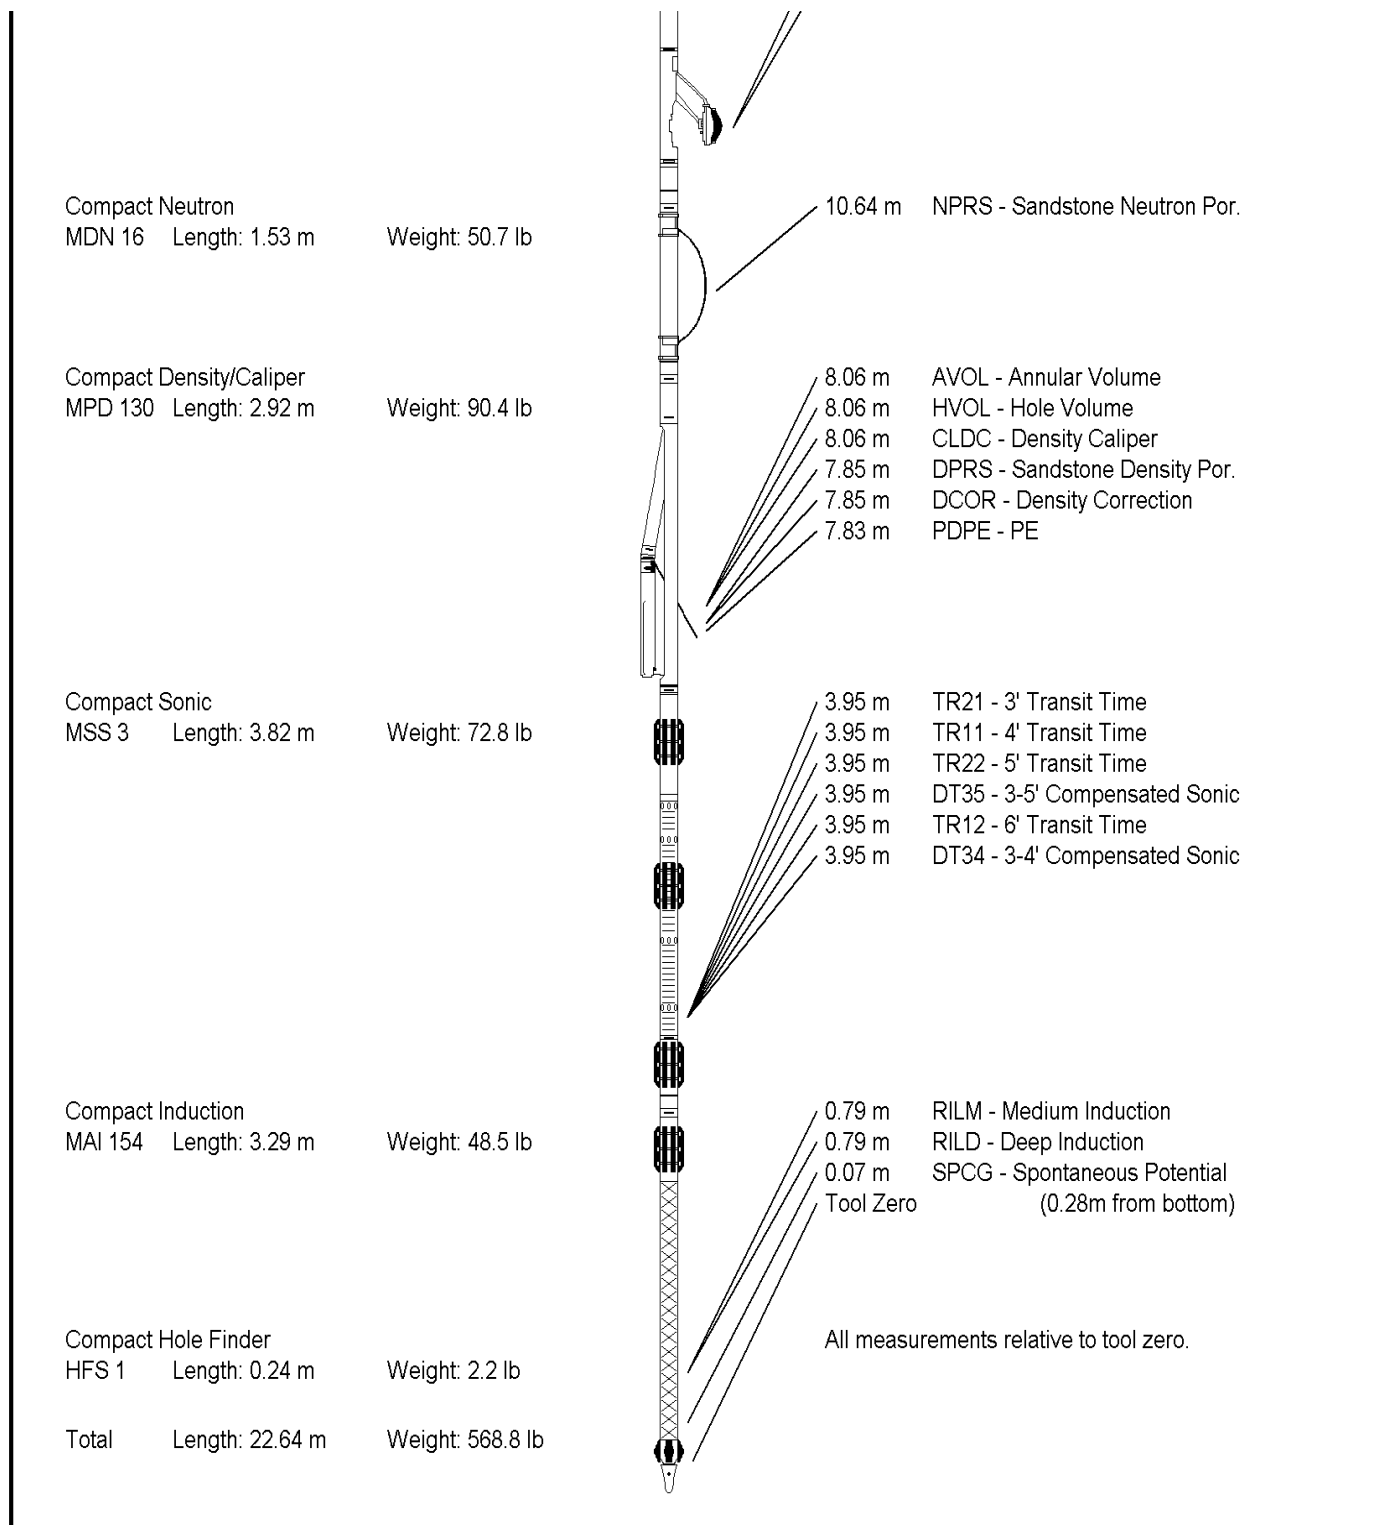 Compact Neutron
MDN 16 Length: 1.53 m Weight: 50.7 lb
10.64 m NPRS - Sandstone Neutron Por.
Compact Density/Caliper
MPD 130 Length: 2.92 m Weight: 90.4 lb
8.06 m AVOL - Annular Volume
8.06 m HVOL - Hole Volume
8.06 m CLDC - Density Caliper
7.85 m DPRS - Sandstone Density Por.
7.85 m DCOR - Density Correction
7.83 m PDPE - PE
Compact Sonic
MSS 3 Length: 3.82 m Weight: 72.8 lb
3.95 m TR21 - 3' Transit Time
3.95 m TR11 - 4' Transit Time
3.95 m TR22 - 5' Transit Time
3.95 m DT35 - 3-5' Compensated Sonic
3.95 m TR12 - 6' Transit Time
3.95 m DT34 - 3-4' Compensated Sonic
Compact Induction
MAI 154 Length: 3.29 m Weight: 48.5 lb
0.79 m RILM - Medium Induction
0.79 m RILD - Deep Induction
0.07 m SPCG - Spontaneous Potential
Tool Zero (0.28m from bottom)
Compact Hole Finder
HFS 1 Length: 0.24 m Weight: 2.2 lb
All measurements relative to tool zero.
Total Length: 22.64 m Weight: 568.8 lb